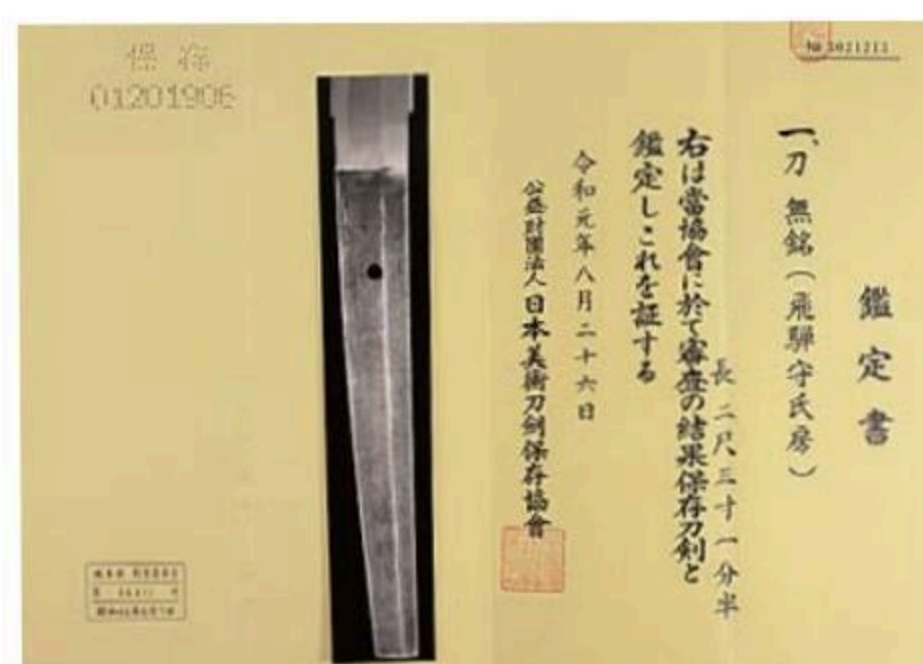 鑑定書
一、刀 無銘(飛騨守氏房)
長 二尺三寸一分半
右は當協會に於て審査の結果保存刀剣と
鑑定しこれを証する
令和元年八月二十六日
公益財團法人 日本美術刀劍保存協會
保存
01201906